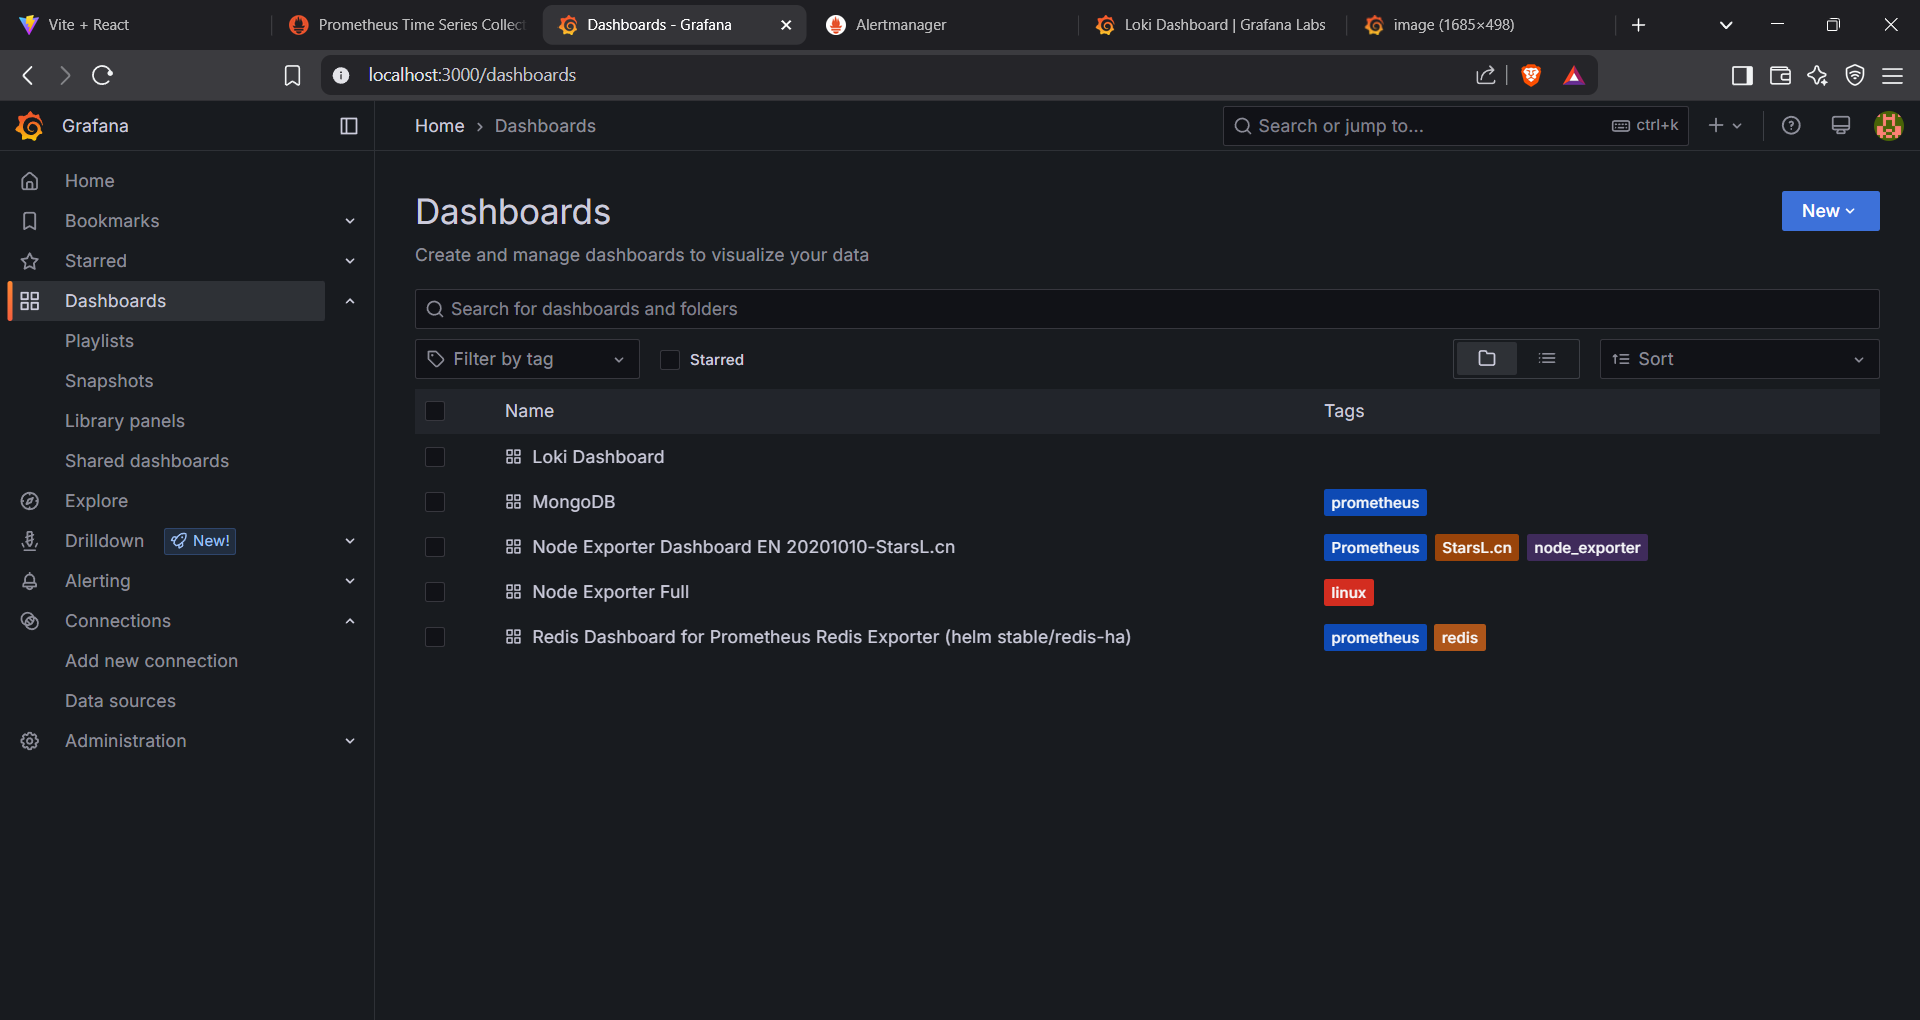 Vite + React
Prometheus Time Series Collec
Dashboards - Grafana
Alertmanager
Loki Dashboard | Grafana Labs
image (1685×498)
localhost:3000/dashboards
Grafana
Home › Dashboards
Search or jump to...
ctrl+k
Home
Bookmarks
Starred
Dashboards
Playlists
Snapshots
Library panels
Shared dashboards
Explore
Drilldown New!
Alerting
Connections
Add new connection
Data sources
Administration
Dashboards
New
Create and manage dashboards to visualize your data
Search for dashboards and folders
Filter by tag
Starred
Sort
Name Tags
Loki Dashboard
MongoDB prometheus
Node Exporter Dashboard EN 20201010-StarsL.cn Prometheus StarsL.cn node_exporter
Node Exporter Full linux
Redis Dashboard for Prometheus Redis Exporter (helm stable/redis-ha) prometheus redis